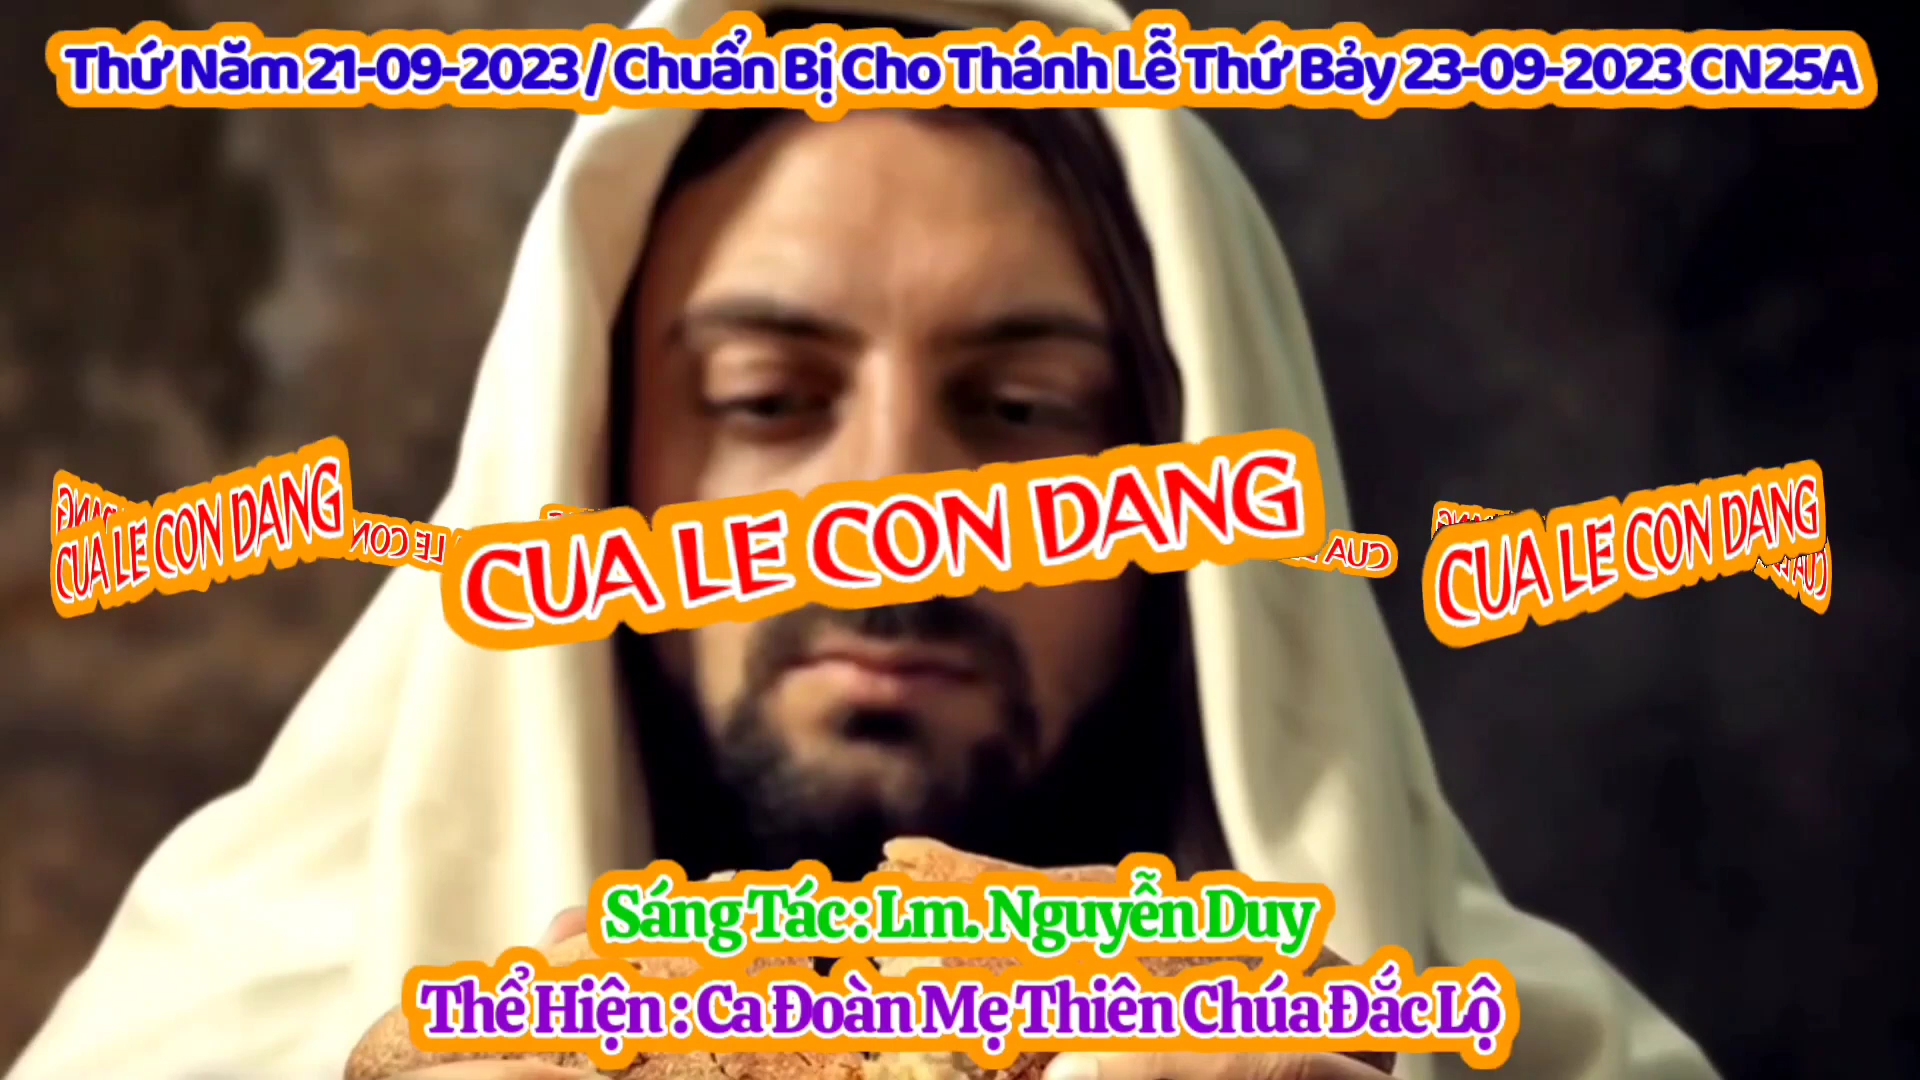 Thứ Năm 21-09-2023 / Chuẩn Bị Cho Thánh Lễ Thứ Bảy 23-09-2023 CN25A
CUA LE CON DANG
CUA LE CON DANG
CUA LE CON DANG
Sáng Tác : Lm. Nguyễn Duy
Thể Hiện : Ca Đoàn Mẹ Thiên Chúa Đắc Lộ